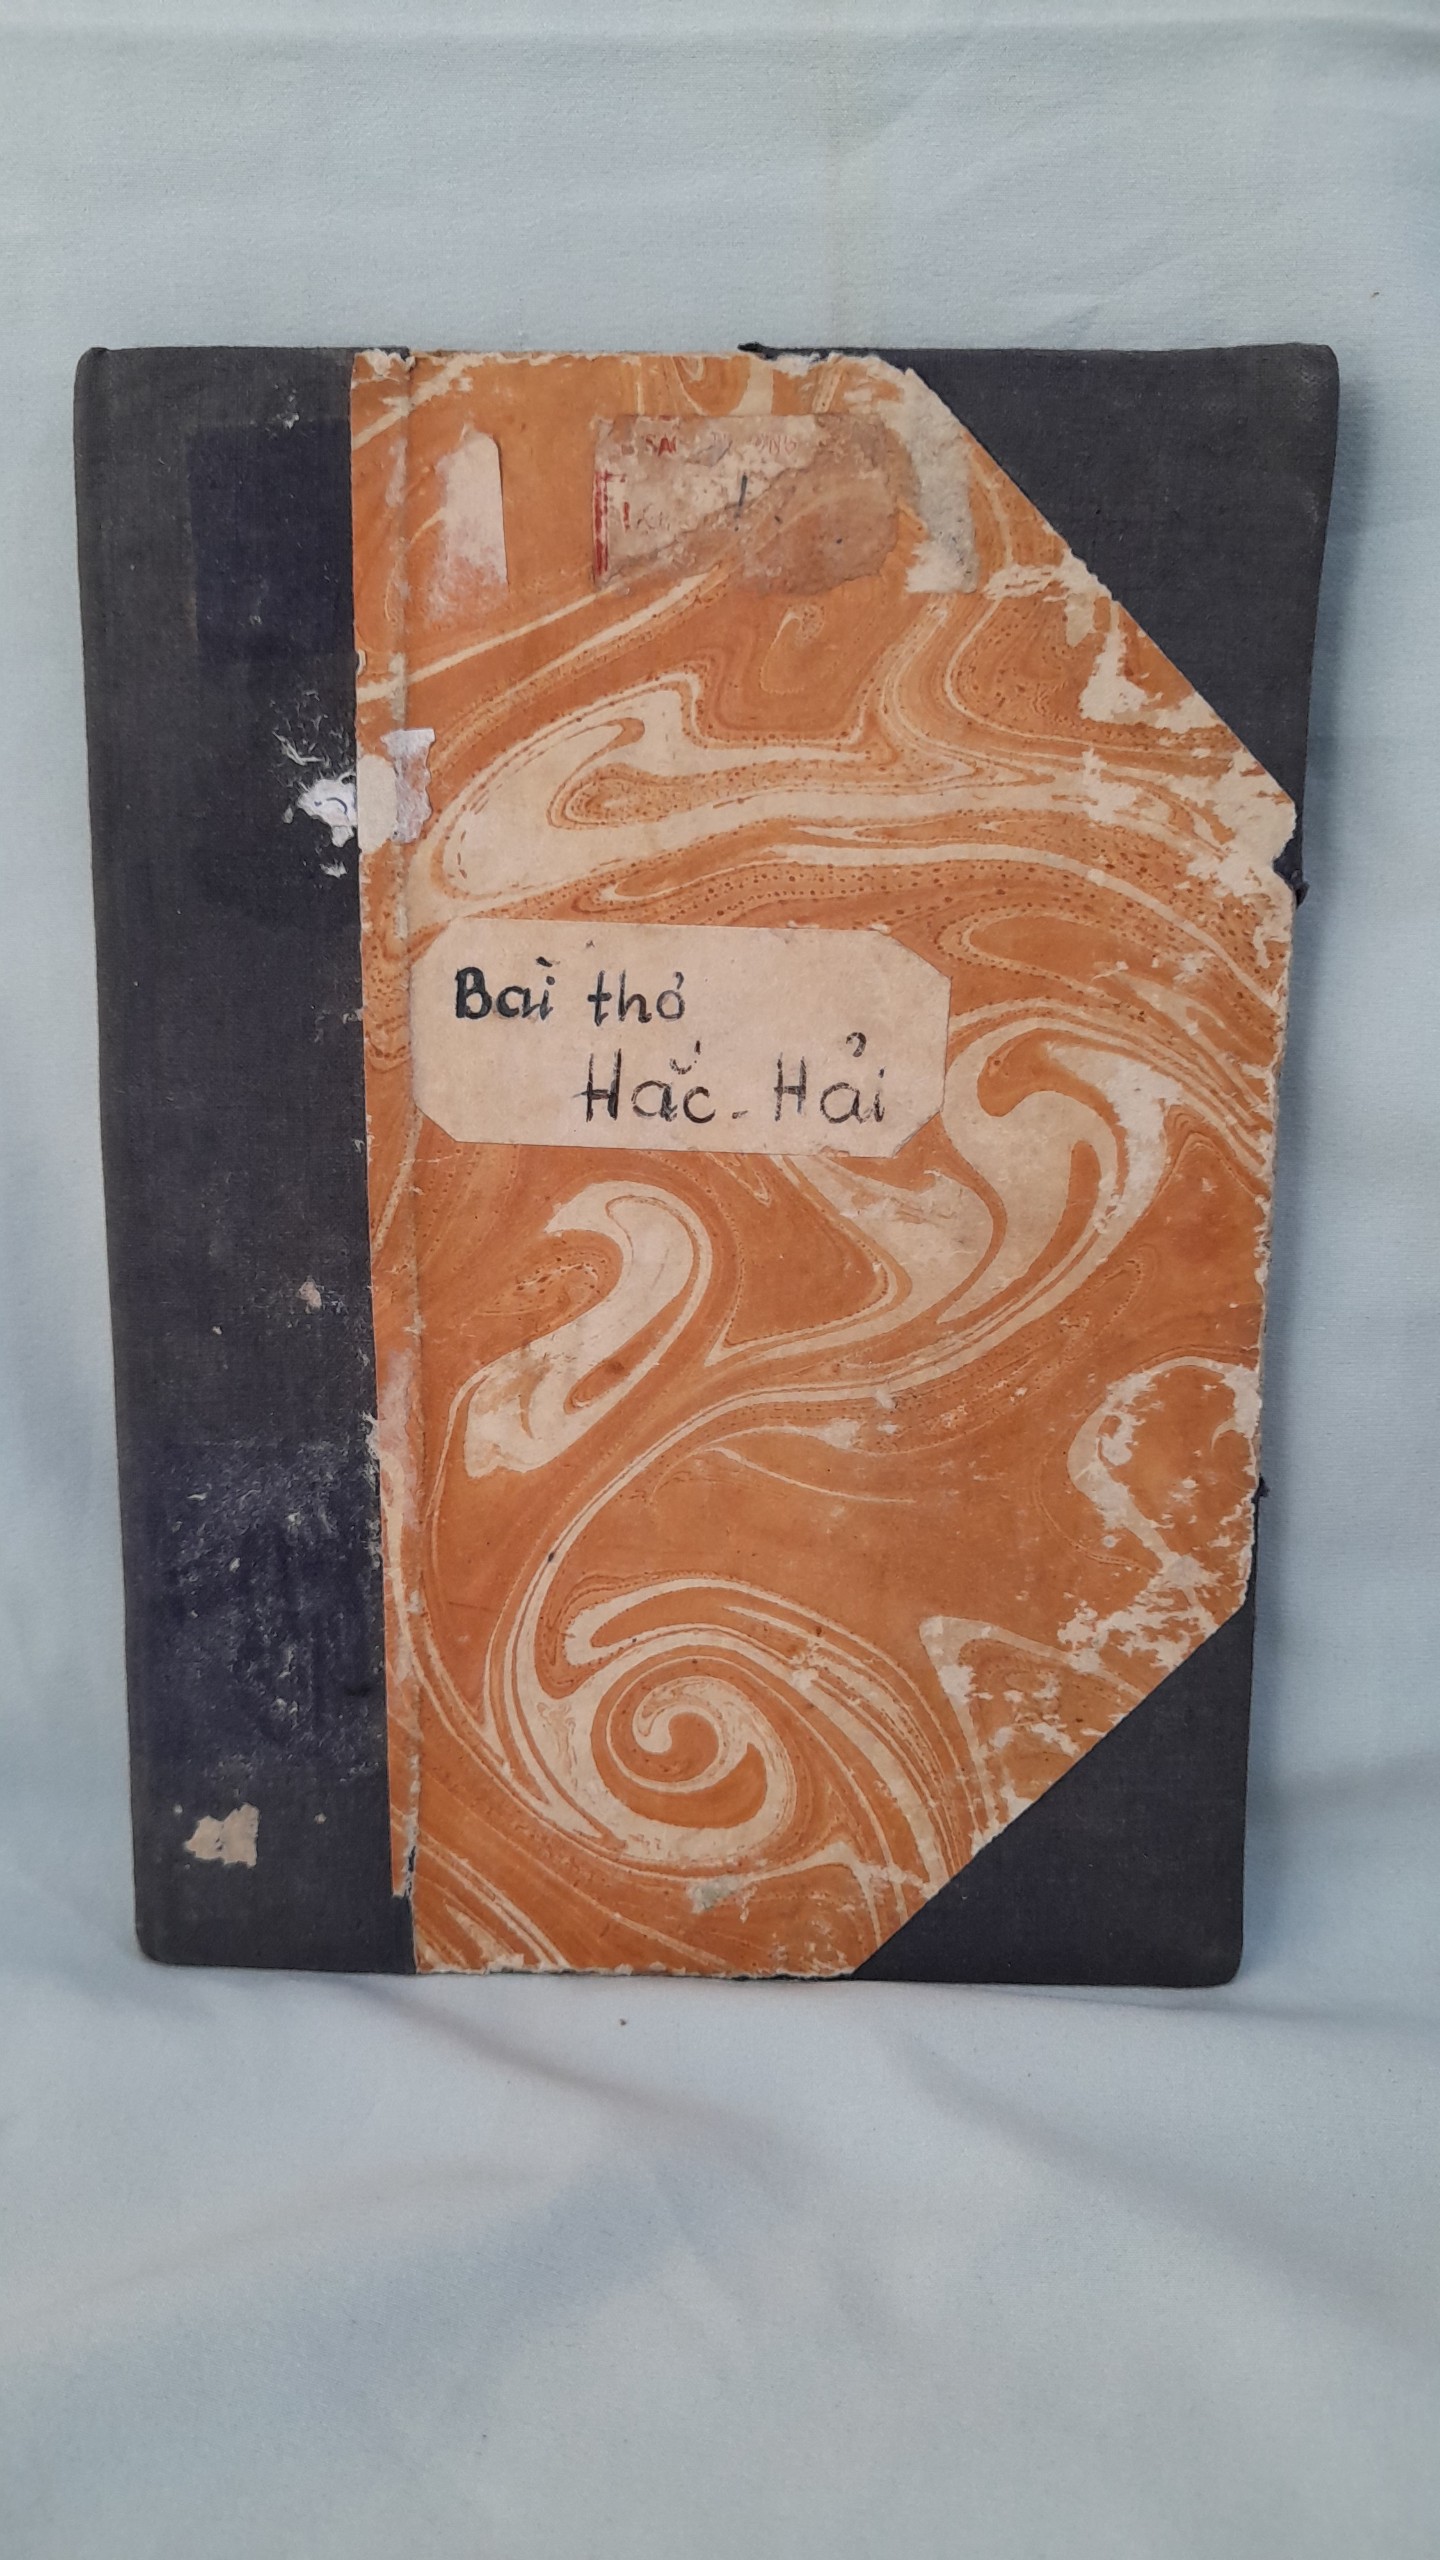 Bài thơ
Hắc-Hải